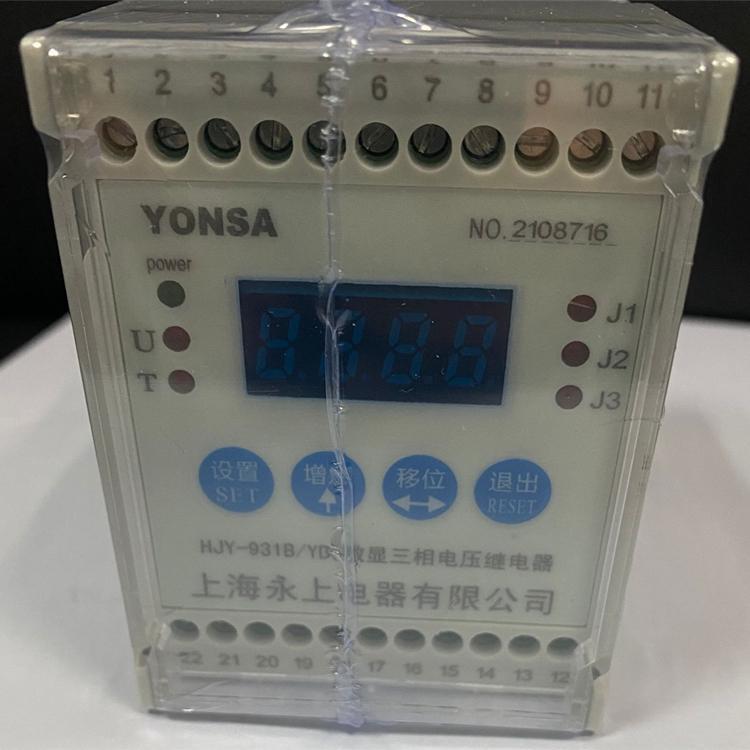 1 2 3 4 5 6 7 8 9 10 11
YONSA
NO. 2108716
power
U
T
J1
J2
J3
设置
SET
移位
退出
RESET
HJY-931B/YD 数显三相电压继电器
上海永上电器有限公司
22 21 20 19 17 16 15 14 13 12